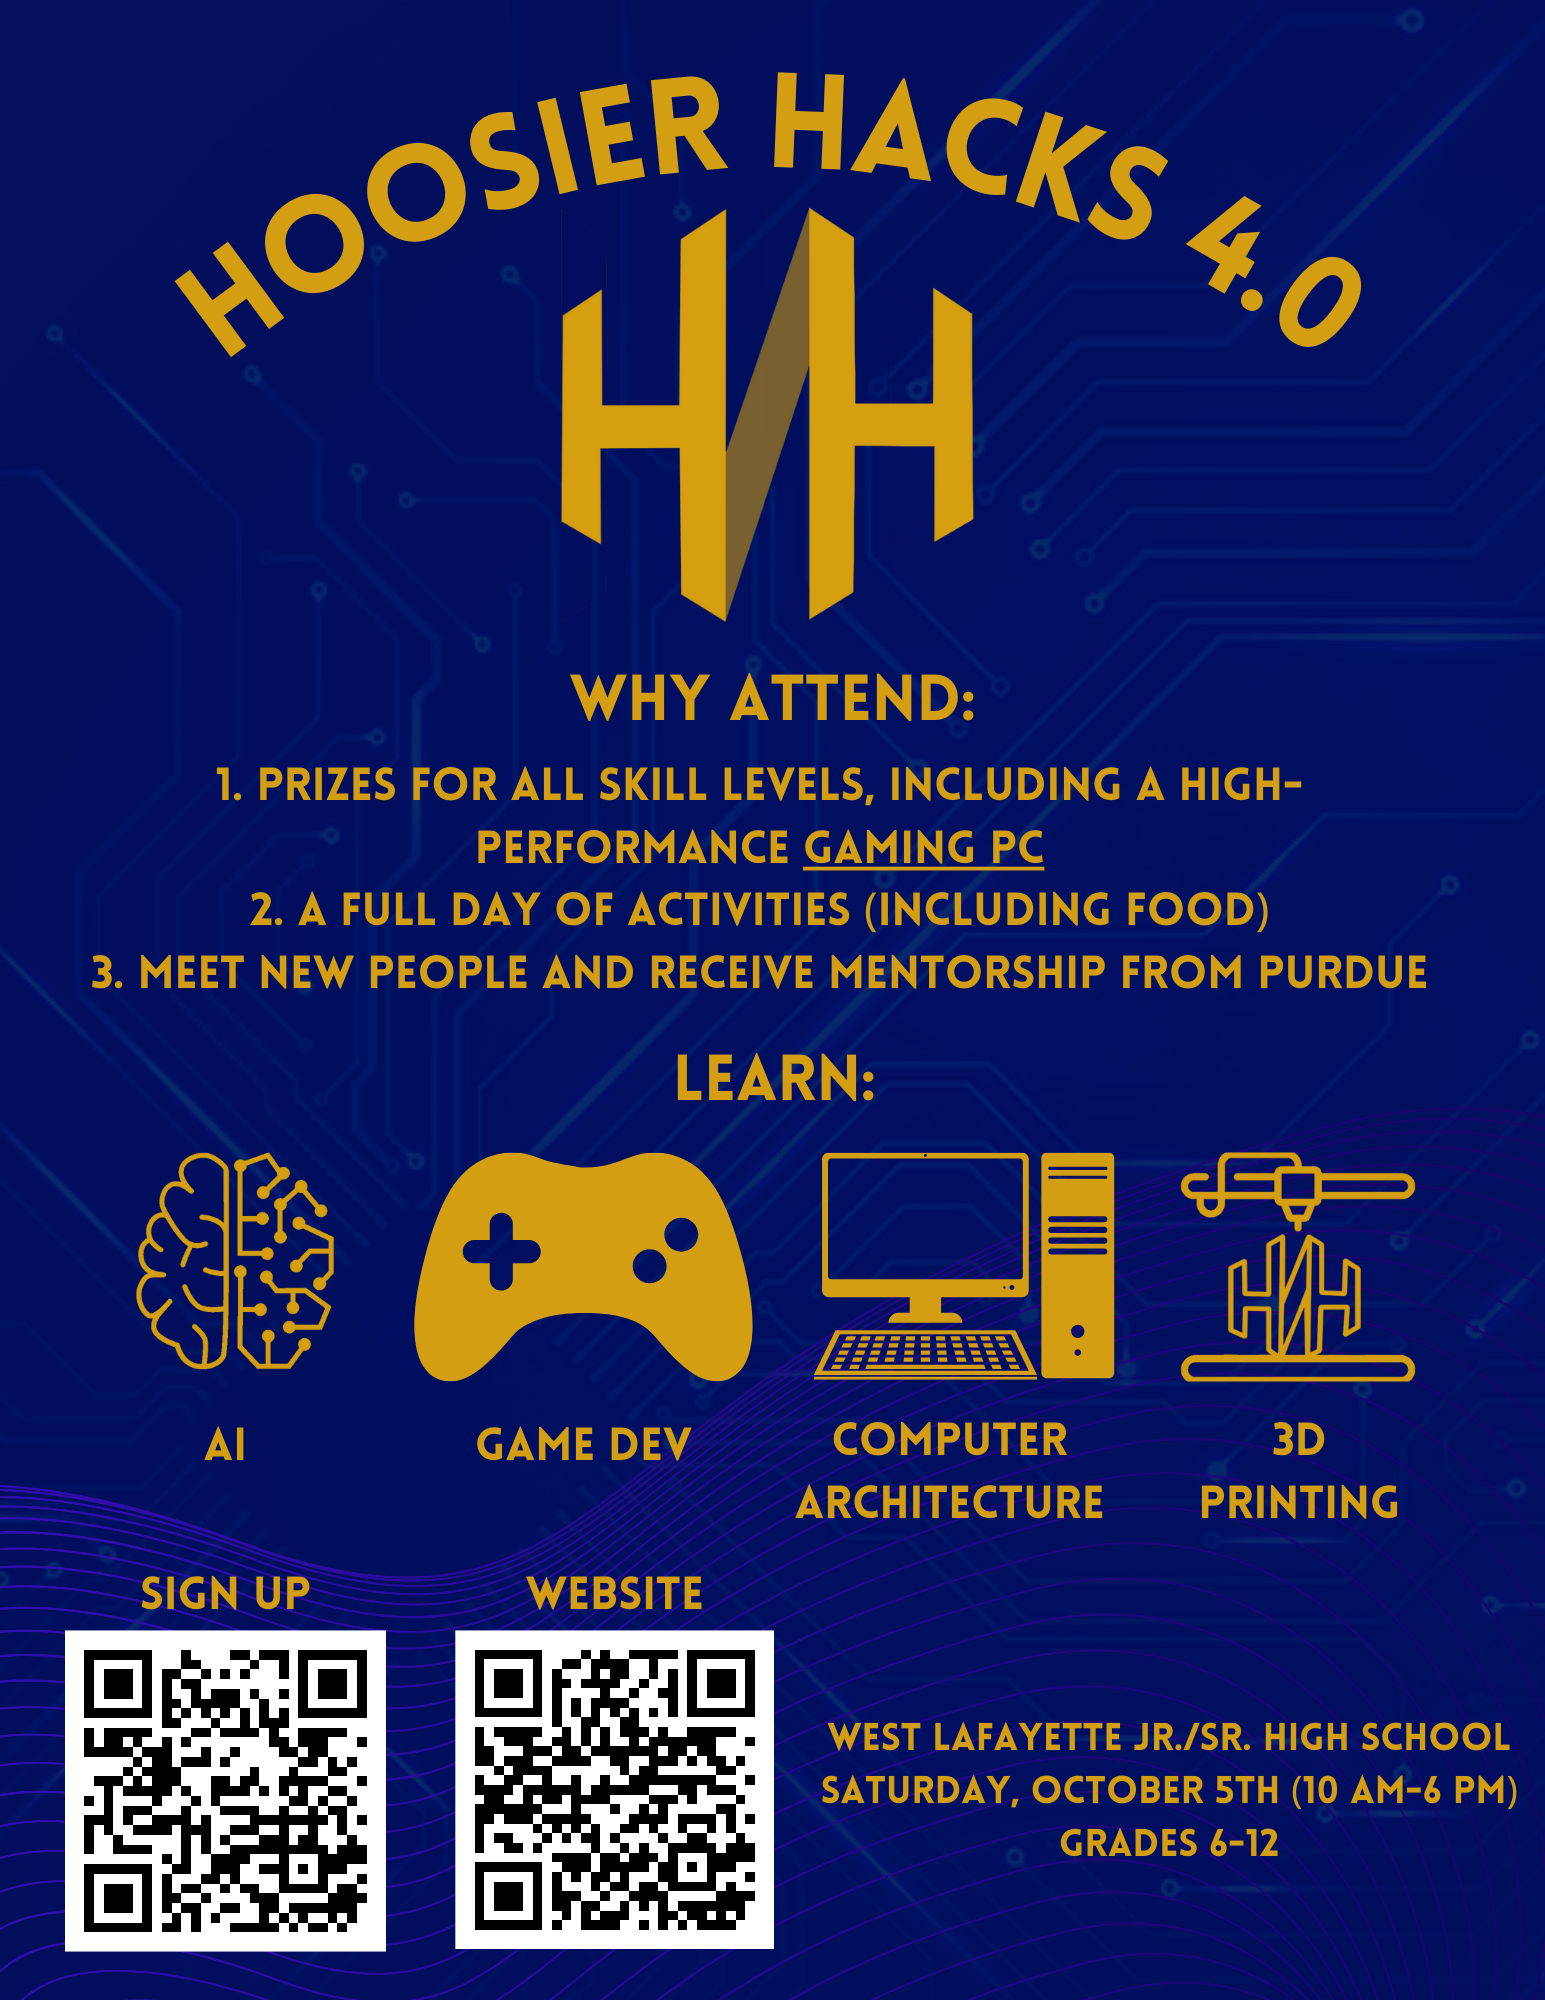 HOOSIER HACKS 4.0
HH
WHY ATTEND:
1. PRIZES FOR ALL SKILL LEVELS, INCLUDING A HIGH-
PERFORMANCE GAMING PC
2. A FULL DAY OF ACTIVITIES (INCLUDING FOOD)
3. MEET NEW PEOPLE AND RECEIVE MENTORSHIP FROM PURDUE
LEARN:
HH
AI
GAME DEV
COMPUTER
ARCHITECTURE
3D
PRINTING
SIGN UP
WEBSITE
WEST LAFAYETTE JR./SR. HIGH SCHOOL
SATURDAY, OCTOBER 5TH (10 AM-6 PM)
GRADES 6-12